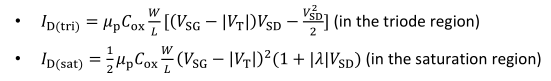 • I_D(tri) = μ_p C_ox W/L [(V_SG − |V_T|)V_SD − V_SD²/2] (in the triode region)
• I_D(sat) = 1/2 μ_p C_ox W/L (V_SG − |V_T|)²(1 + |λ|V_SD) (in the saturation region)